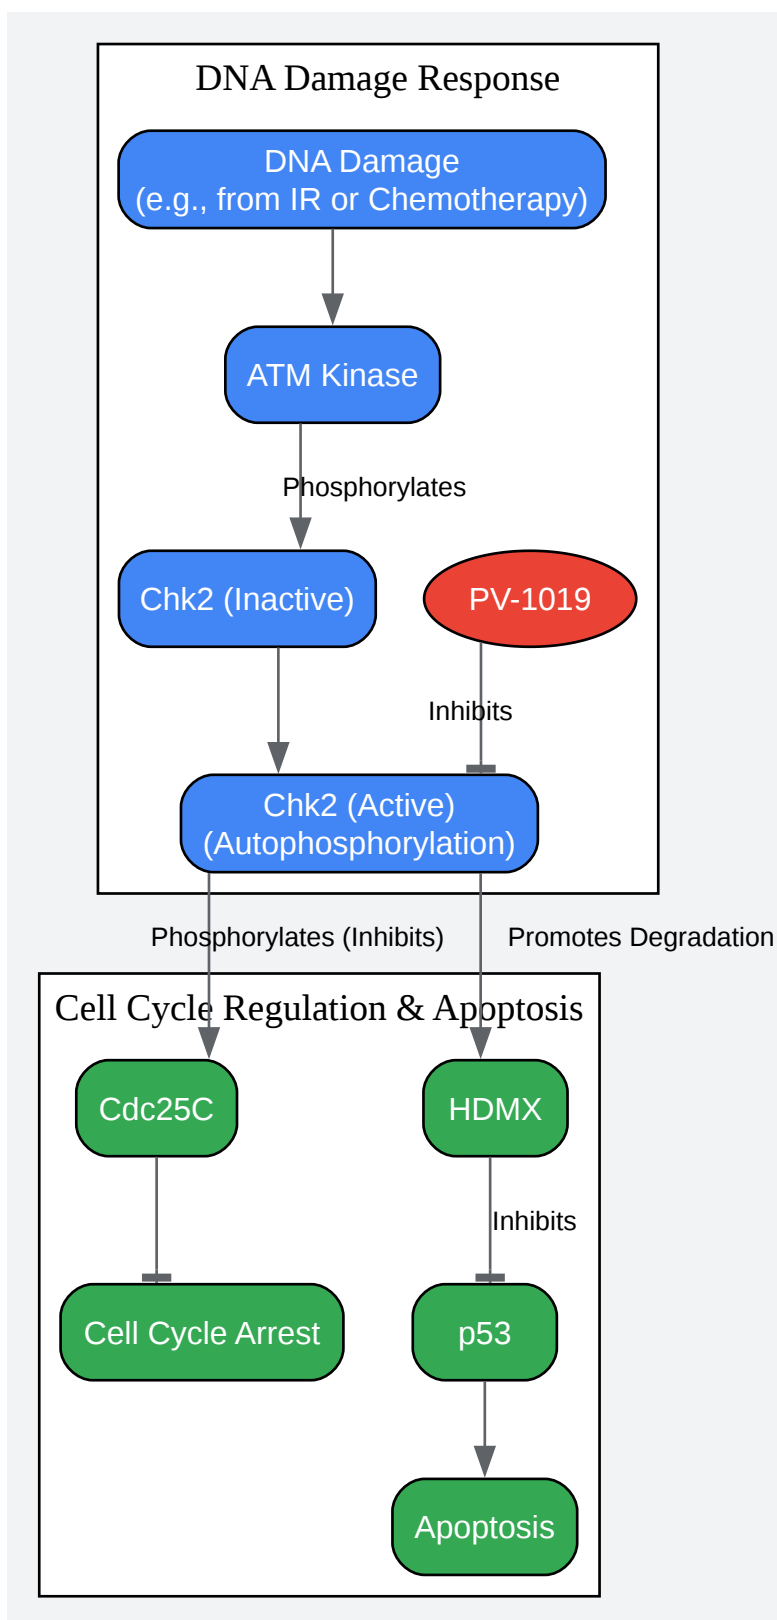 DNA Damage Response
DNA Damage
(e.g., from IR or Chemotherapy)
ATM Kinase
Phosphorylates
Chk2 (Inactive)
PV-1019
Inhibits
Chk2 (Active)
(Autophosphorylation)
Phosphorylates (Inhibits)
Promotes Degradation
Cell Cycle Regulation & Apoptosis
Cdc25C
HDMX
Inhibits
Cell Cycle Arrest
p53
Apoptosis